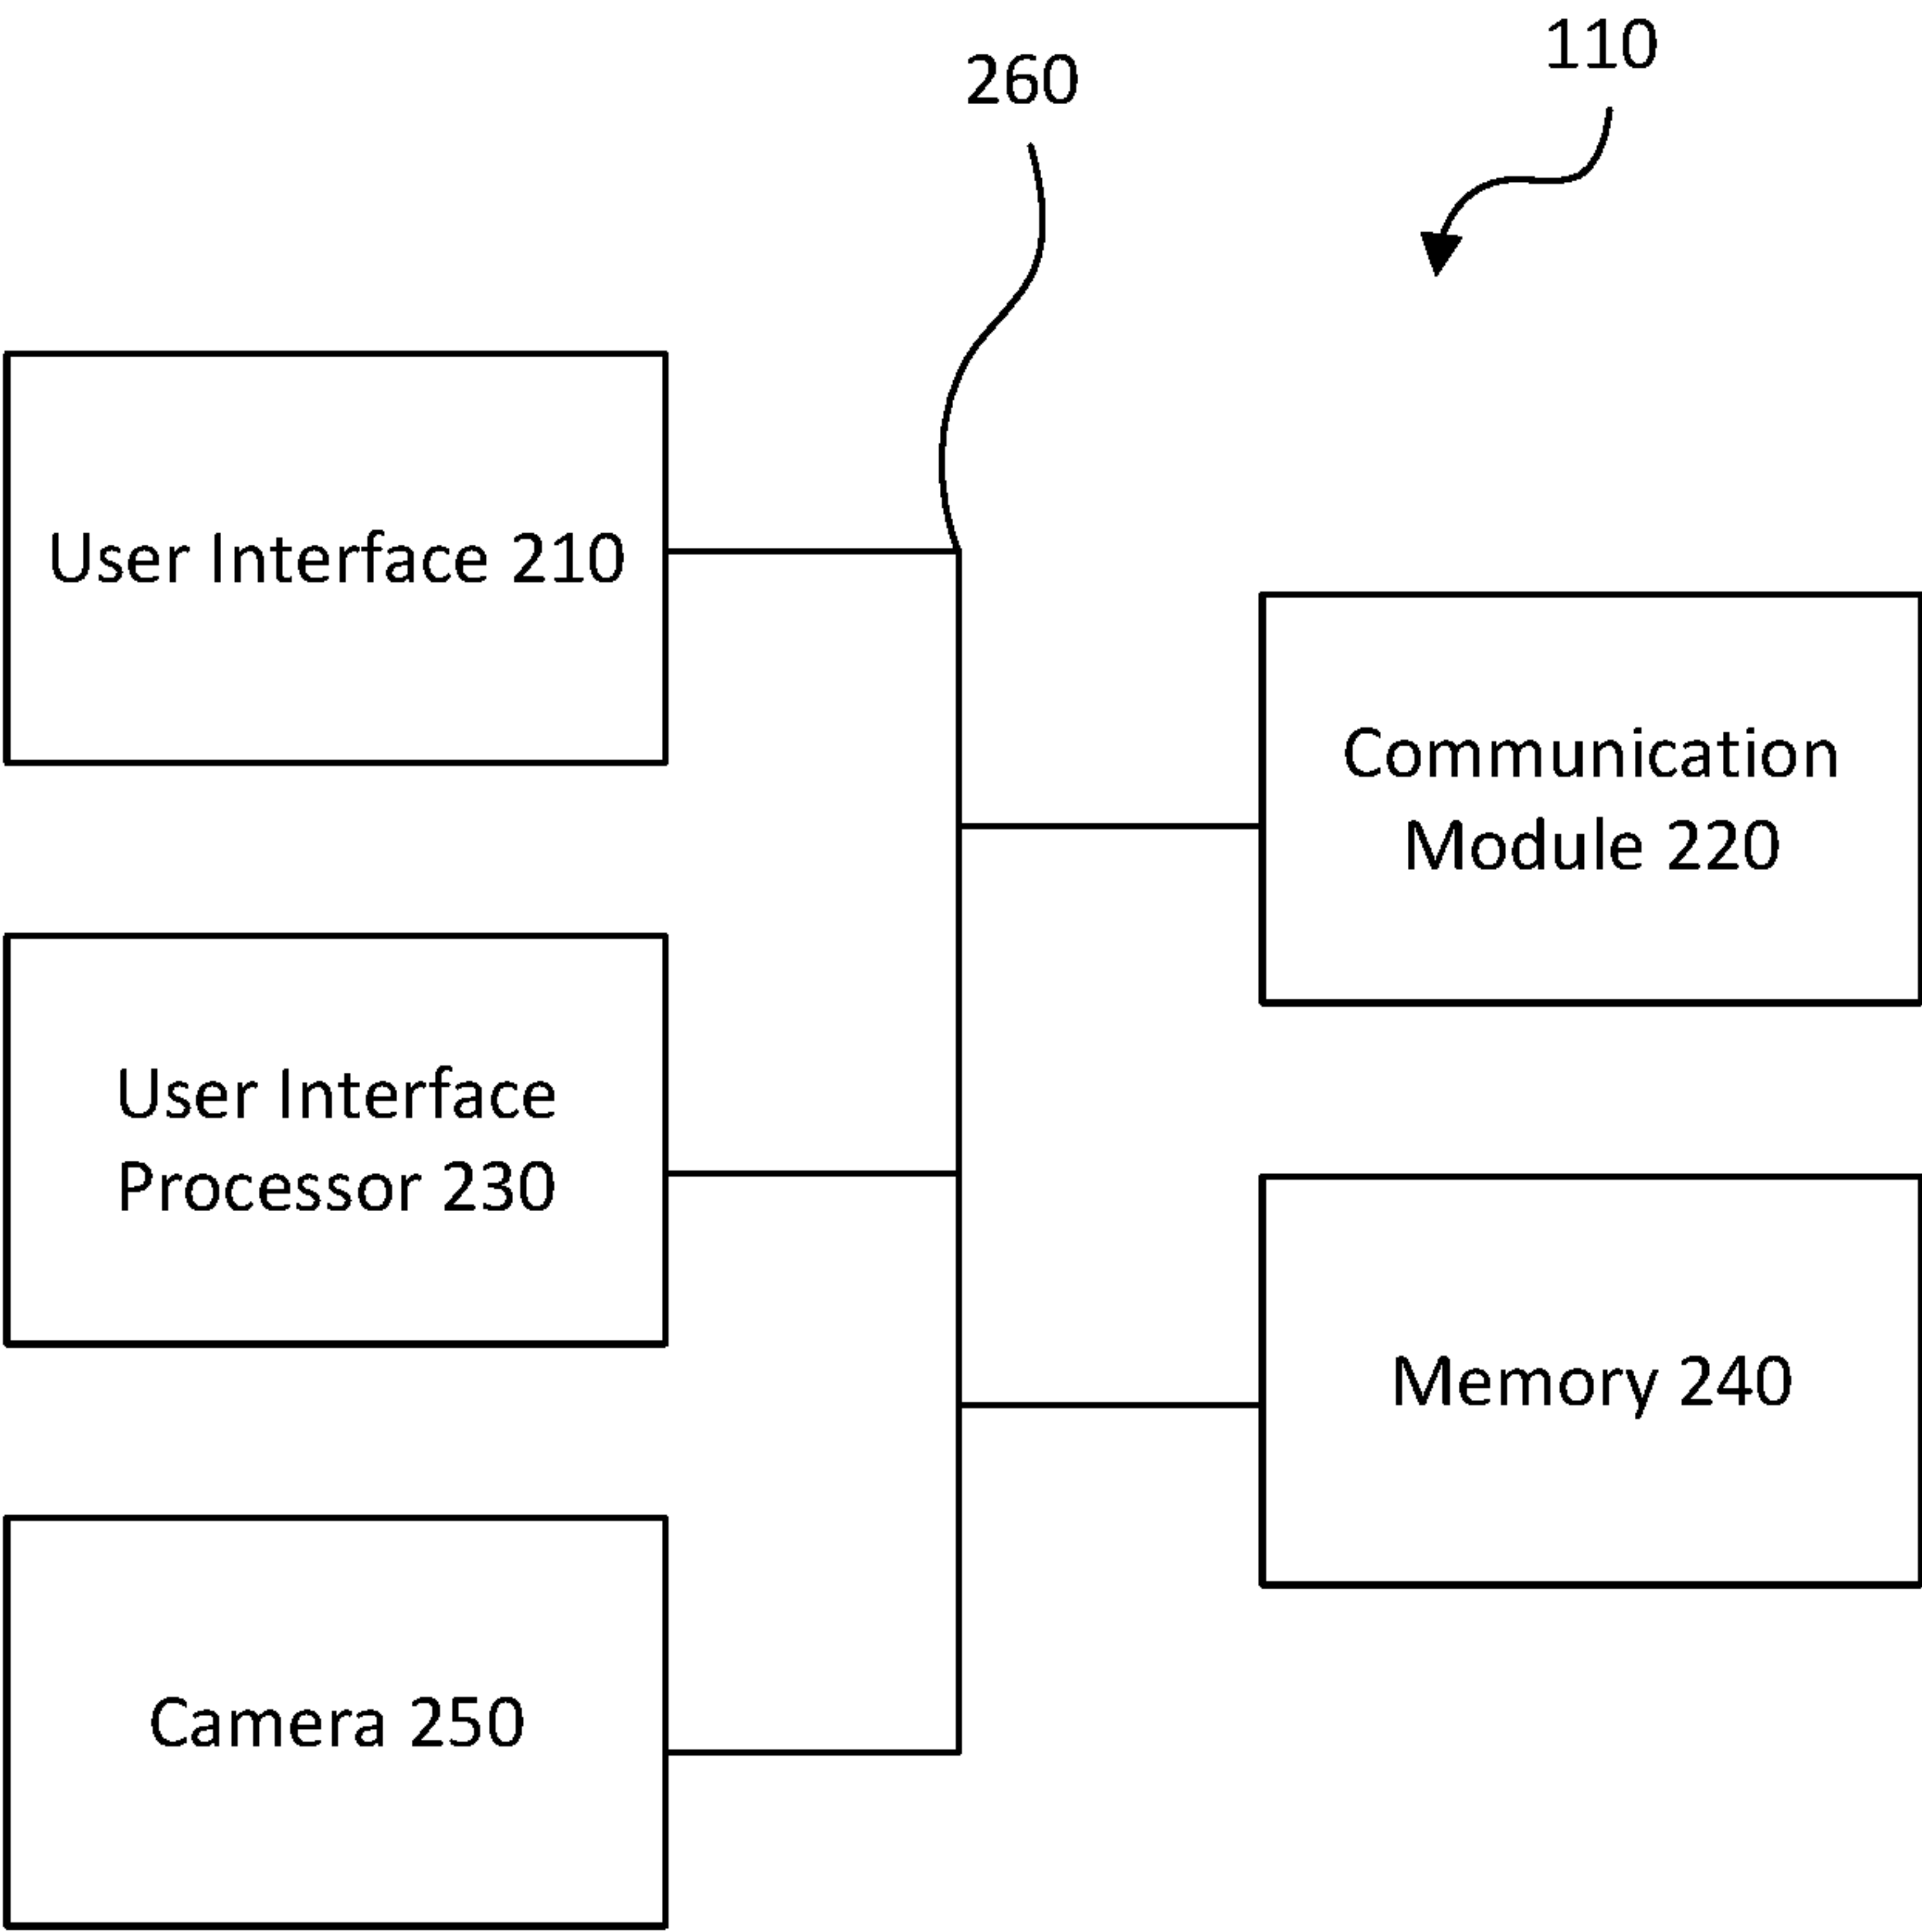 110
260
User Interface 210
Communication
Module 220
User Interface
Processor 230
Memory 240
Camera 250